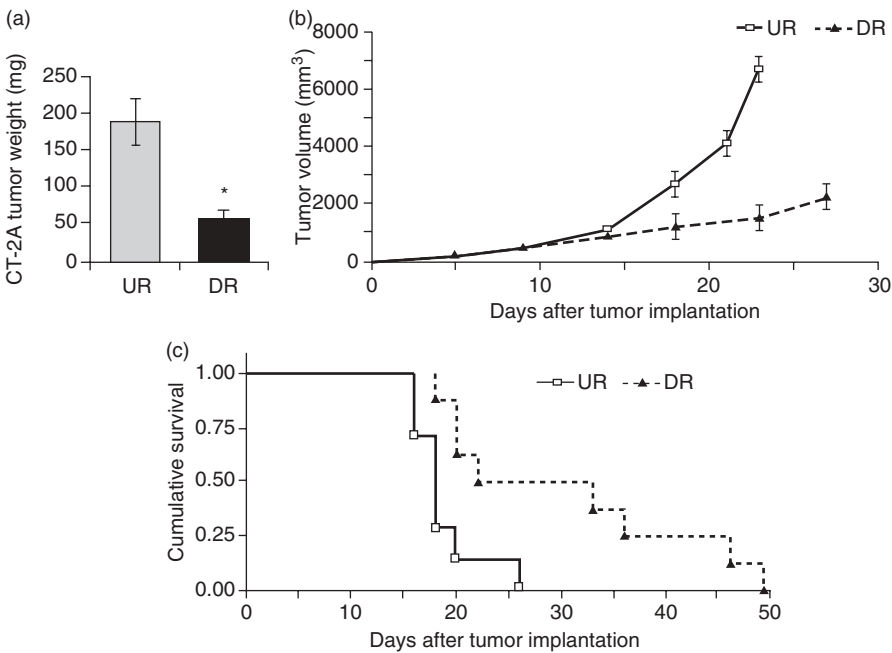 (a)
CT-2A tumor weight (mg)
250
200
150
100
50
0
*
UR
DR
(b)
Tumor volume (mm³)
8000
6000
4000
2000
0
UR DR
0 10 20 30
Days after tumor implantation
(c)
Cumulative survival
1.00
0.75
0.50
0.25
0.00
UR DR
0 10 20 30 40 50
Days after tumor implantation